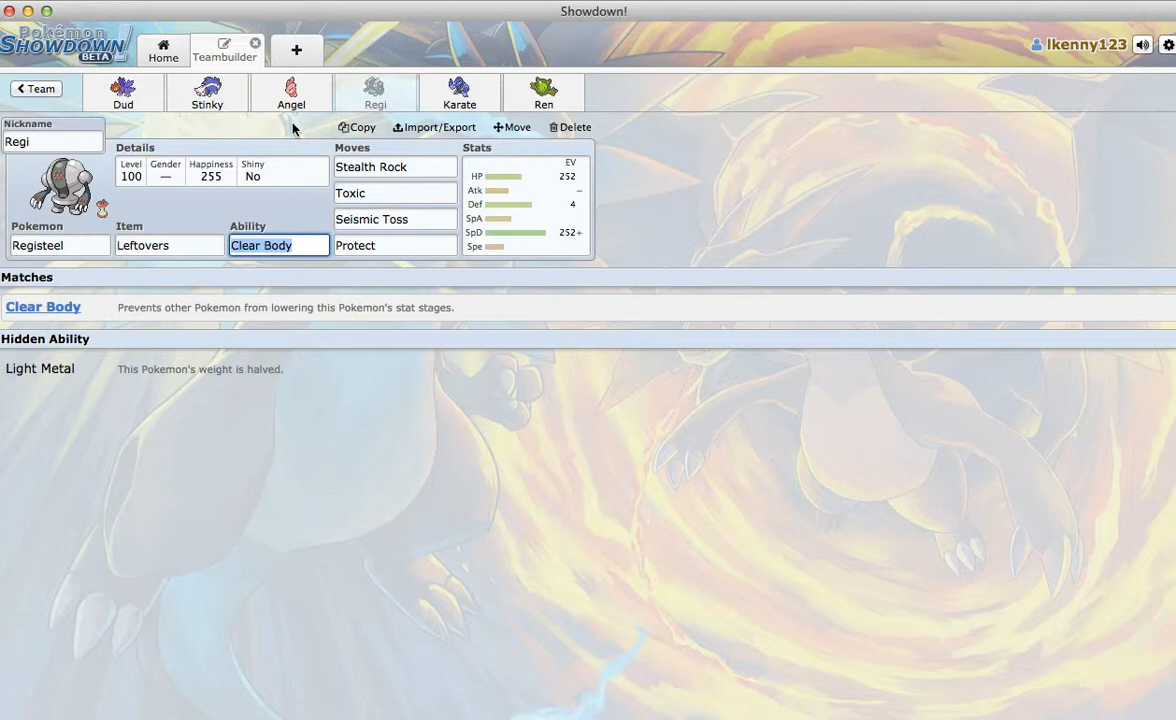 Showdown!
Pokémon
SHOWDOWN!
BETA
Home
Teambuilder
+
lkenny123
< Team
Dud
Stinky
Angel
Regi
Karate
Ren
Nickname
Regi
Copy
Import/Export
Move
Delete
Details
Moves
Stats
Level
Gender
Happiness
Shiny
100
—
255
No
Stealth Rock
Toxic
Seismic Toss
Protect
EV
HP 252
Atk –
Def 4
SpA
SpD 252+
Spe
Pokemon
Item
Ability
Registeel
Leftovers
Clear Body
Matches
Clear Body Prevents other Pokemon from lowering this Pokemon's stat stages.
Hidden Ability
Light Metal This Pokemon's weight is halved.